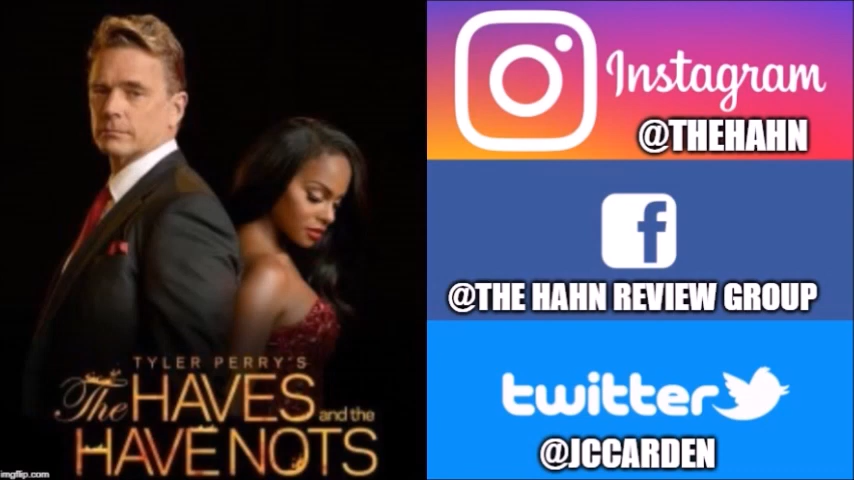 TYLER PERRY'S
The HAVES and the
HAVE NOTS
imgflip.com
Instagram
@THEHAHN
f
@THE HAHN REVIEW GROUP
twitter
@JCCARDEN